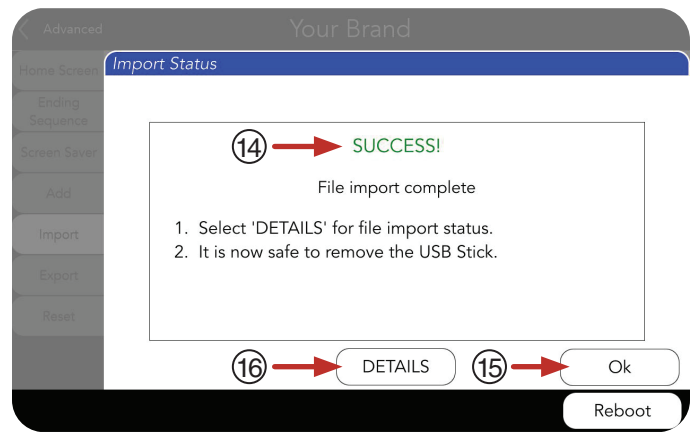 Advanced
Your Brand
Home Screen
Import Status
Ending
Sequence
Screen Saver
Add
Import
Export
Reset
14
SUCCESS!
File import complete
1. Select 'DETAILS' for file import status.
2. It is now safe to remove the USB Stick.
16
DETAILS
15
Ok
Reboot